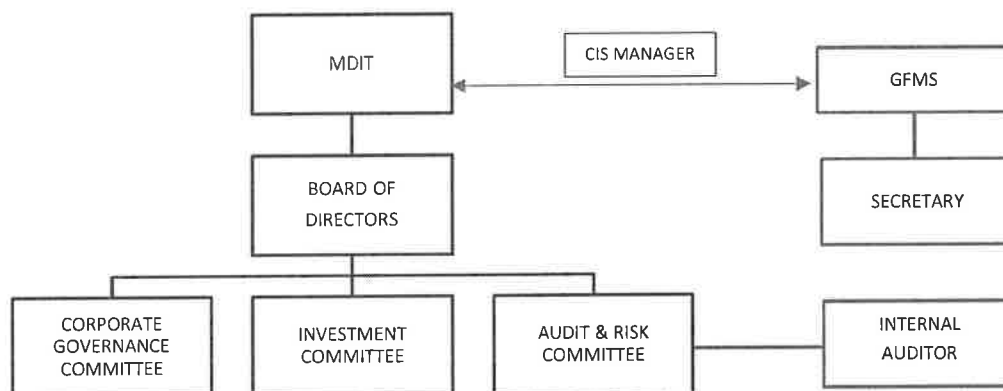 MDIT
CIS MANAGER
GFMS
BOARD OF
DIRECTORS
SECRETARY
CORPORATE
GOVERNANCE
COMMITTEE
INVESTMENT
COMMITTEE
AUDIT & RISK
COMMITTEE
INTERNAL
AUDITOR